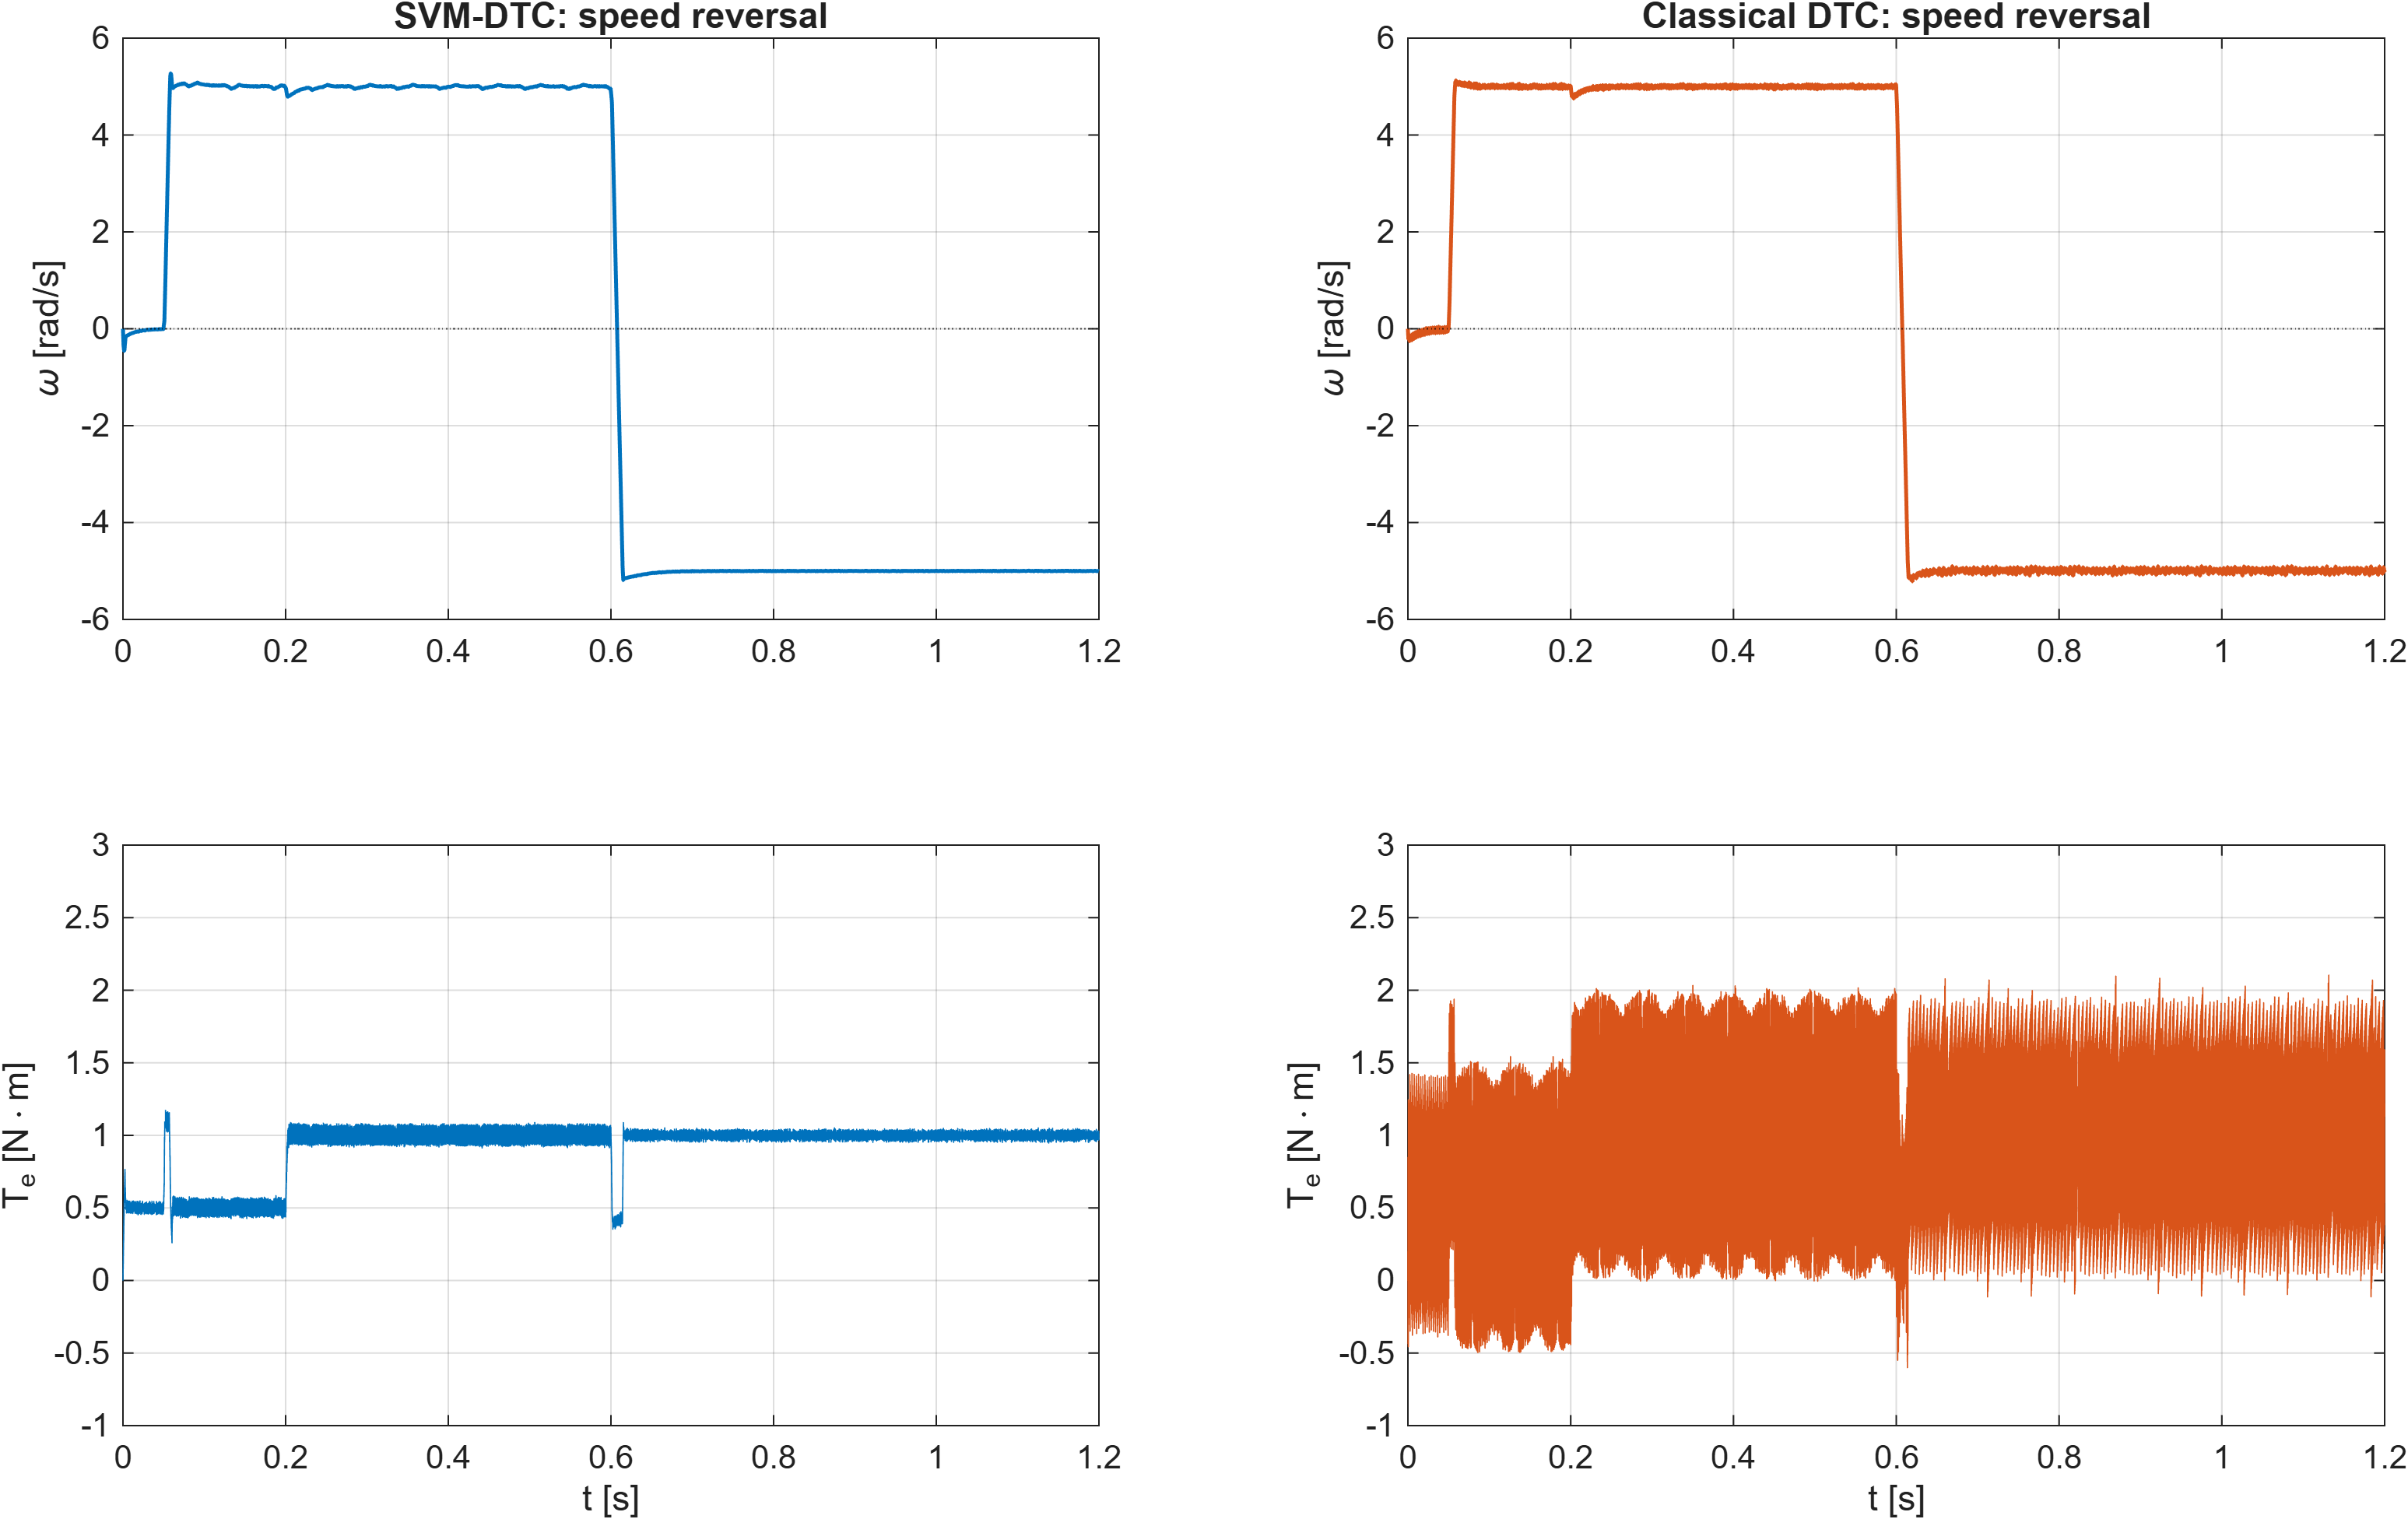 SVM-DTC: speed reversal
6
4
2
0
-2
-4
-6
ω [rad/s]
0 0.2 0.4 0.6 0.8 1 1.2
Classical DTC: speed reversal
6
4
2
0
-2
-4
-6
ω [rad/s]
0 0.2 0.4 0.6 0.8 1 1.2
3
2.5
2
1.5
1
0.5
0
-0.5
-1
Tₑ [N · m]
0 0.2 0.4 0.6 0.8 1 1.2
t [s]
3
2.5
2
1.5
1
0.5
0
-0.5
-1
Tₑ [N · m]
0 0.2 0.4 0.6 0.8 1 1.2
t [s]